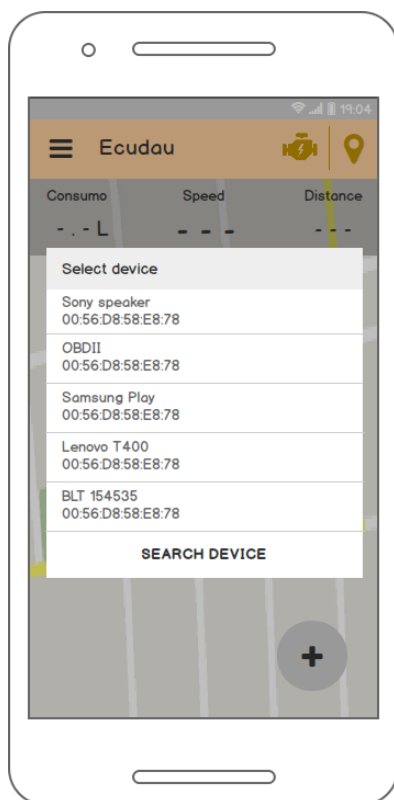 19:04
Ecudau
Consumo Speed Distance
- . - L - - - - - -
Select device
Sony speaker
00:56:D8:58:E8:78
OBDII
00:56:D8:58:E8:78
Samsung Play
00:56:D8:58:E8:78
Lenovo T400
00:56:D8:58:E8:78
BLT 154535
00:56:D8:58:E8:78
SEARCH DEVICE
+